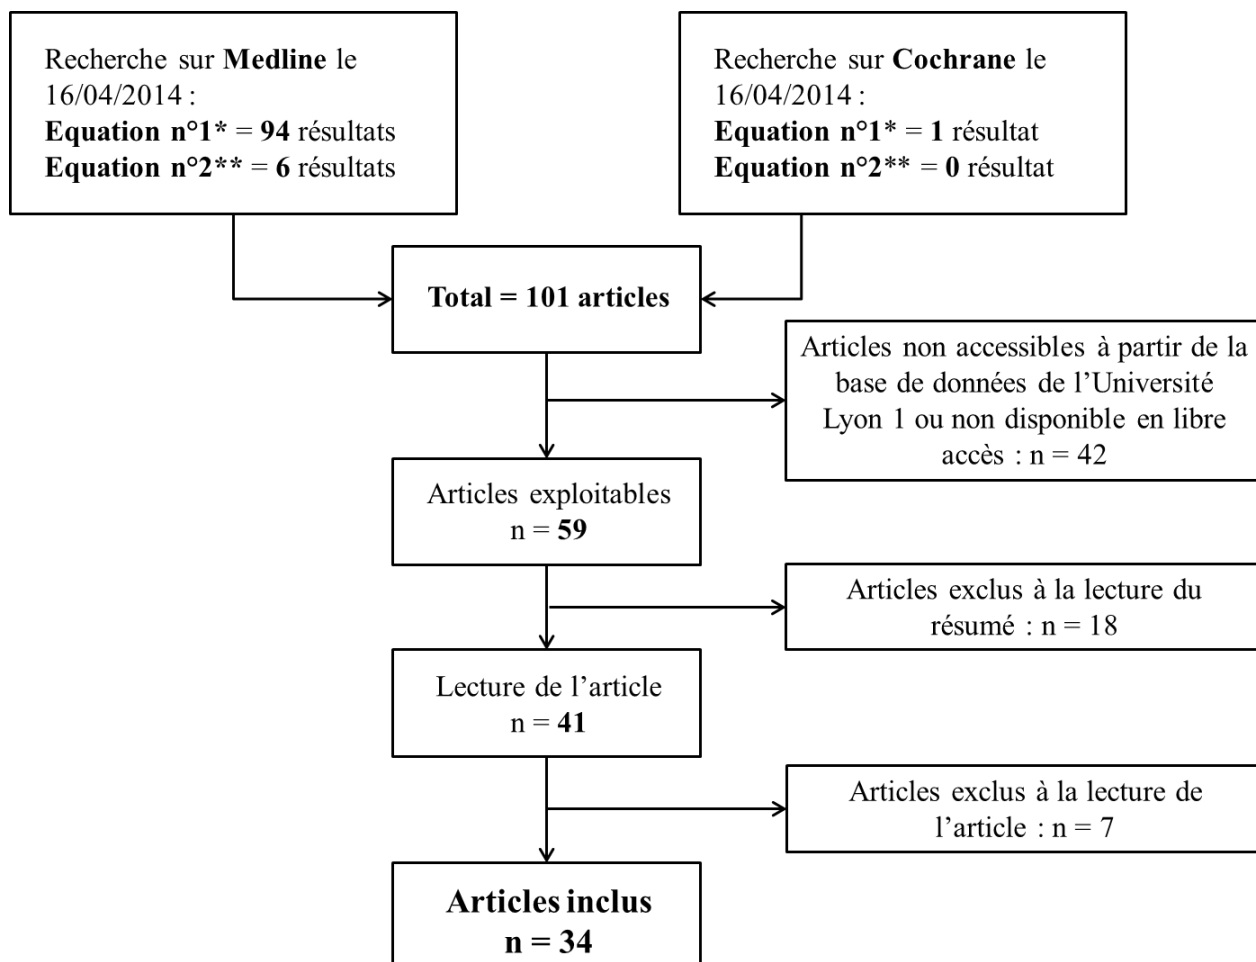 Recherche sur Medline le
16/04/2014 :
Equation n°1* = 94 résultats
Equation n°2** = 6 résultats
Recherche sur Cochrane le
16/04/2014 :
Equation n°1* = 1 résultat
Equation n°2** = 0 résultat
Total = 101 articles
Articles non accessibles à partir de la
base de données de l’Université
Lyon 1 ou non disponible en libre
accès : n = 42
Articles exploitables
n = 59
Articles exclus à la lecture du
résumé : n = 18
Lecture de l’article
n = 41
Articles exclus à la lecture de
l’article : n = 7
Articles inclus
n = 34